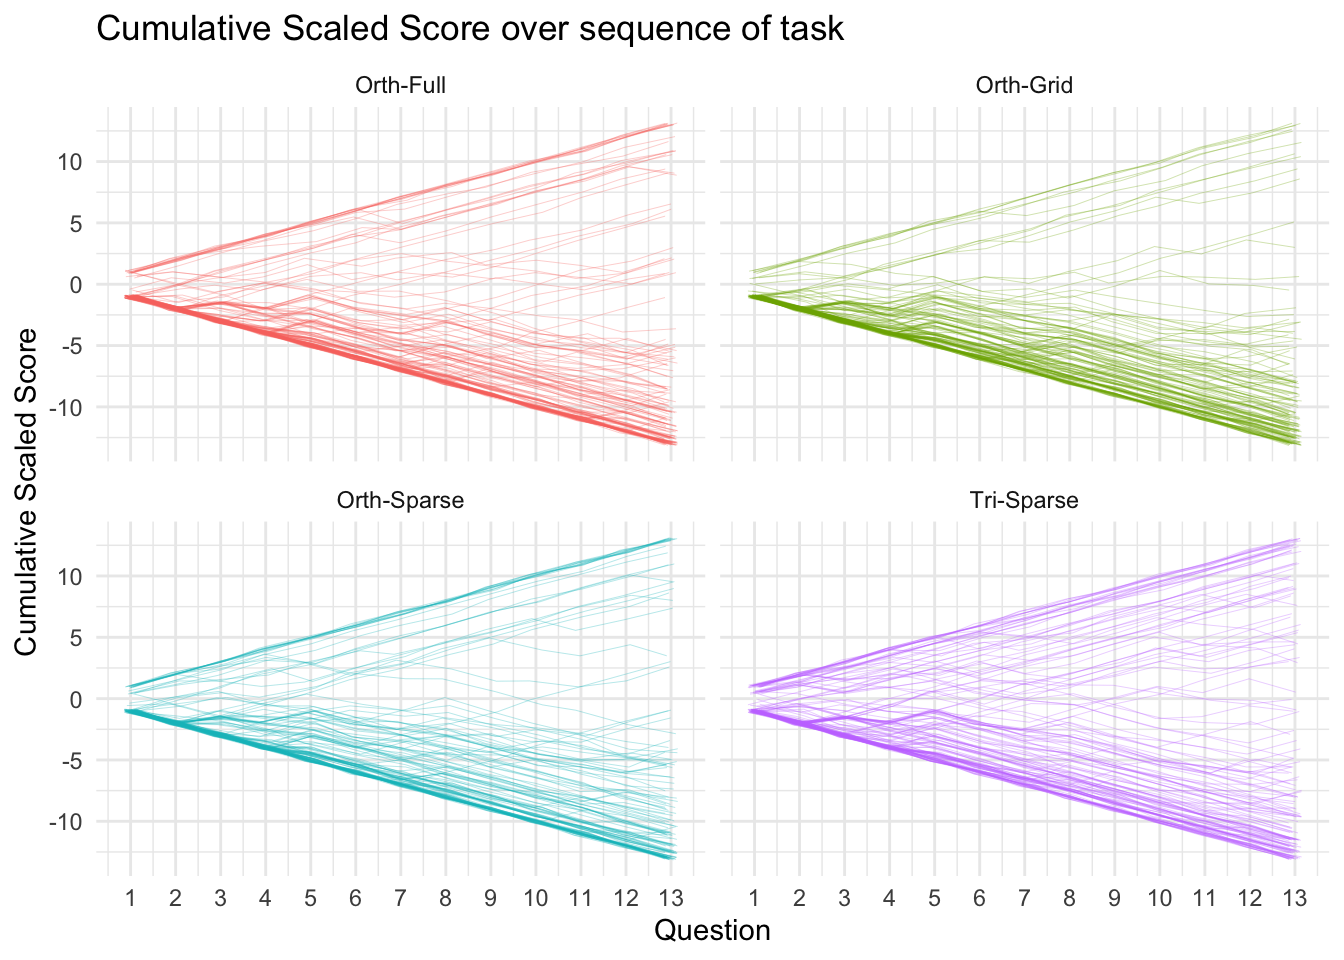 Cumulative Scaled Score over sequence of task
Orth-Full
Orth-Grid
10
5
0
-5
-10
Orth-Sparse
Tri-Sparse
10
5
0
-5
-10
Cumulative Scaled Score
1 2 3 4 5 6 7 8 9 10 11 12 13
1 2 3 4 5 6 7 8 9 10 11 12 13
Question